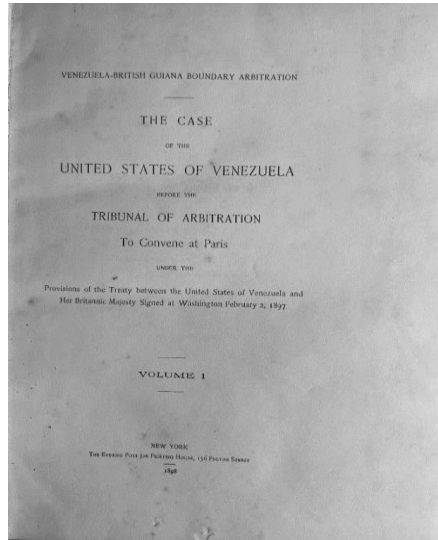 VENEZUELA-BRITISH GUIANA BOUNDARY ARBITRATION
THE CASE
OF THE
UNITED STATES OF VENEZUELA
BEFORE THE
TRIBUNAL OF ARBITRATION
To Convene at Paris
UNDER THE
Provisions of the Treaty between the United States of Venezuela and
Her Britannic Majesty Signed at Washington February 2, 1897
VOLUME I
NEW YORK
THE EVENING POST JOB PRINTING HOUSE, 156 FULTON STREET
1898